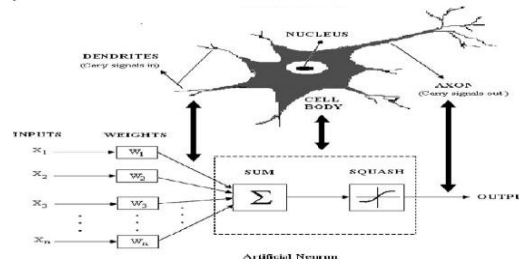 NUCLEUS
DENDRITES
(Carry signals in)
AXON
(Carry signals out)
CELL
BODY
INPUTS WEIGHTS
SUM SQUASH
X1 W1
X2 W2
X3 W3
Σ
OUTPU
Xn Wn
Artificial Neuron